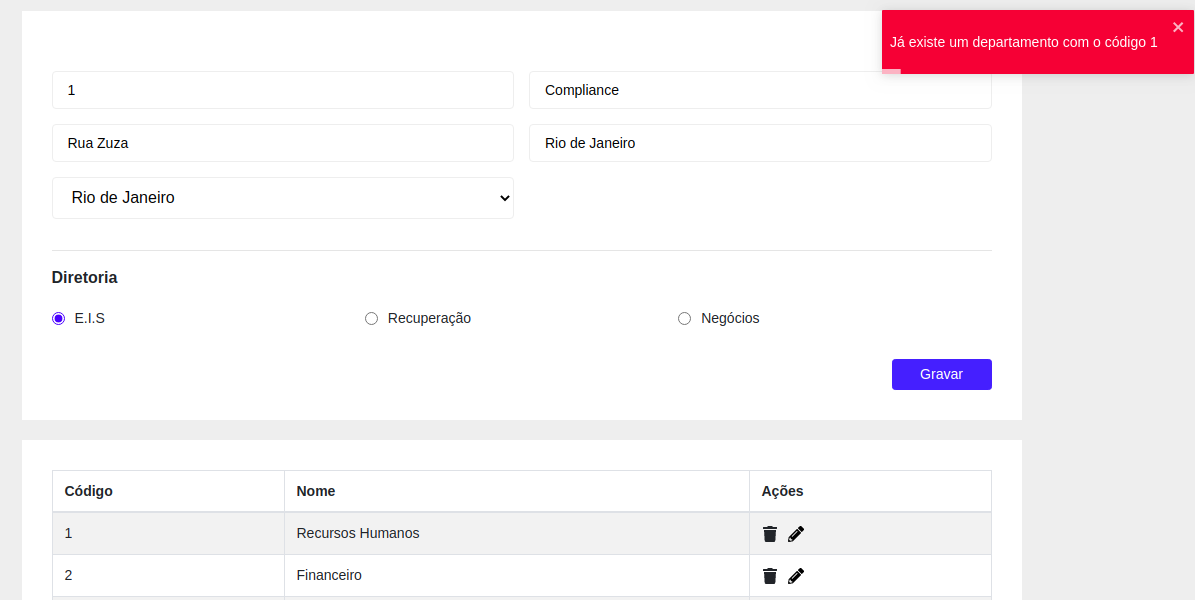 Já existe um departamento com o código 1
1
Compliance
Rua Zuza
Rio de Janeiro
Rio de Janeiro
Diretoria
E.I.S
Recuperação
Negócios
Gravar
Código
Nome
Ações
1
Recursos Humanos
2
Financeiro